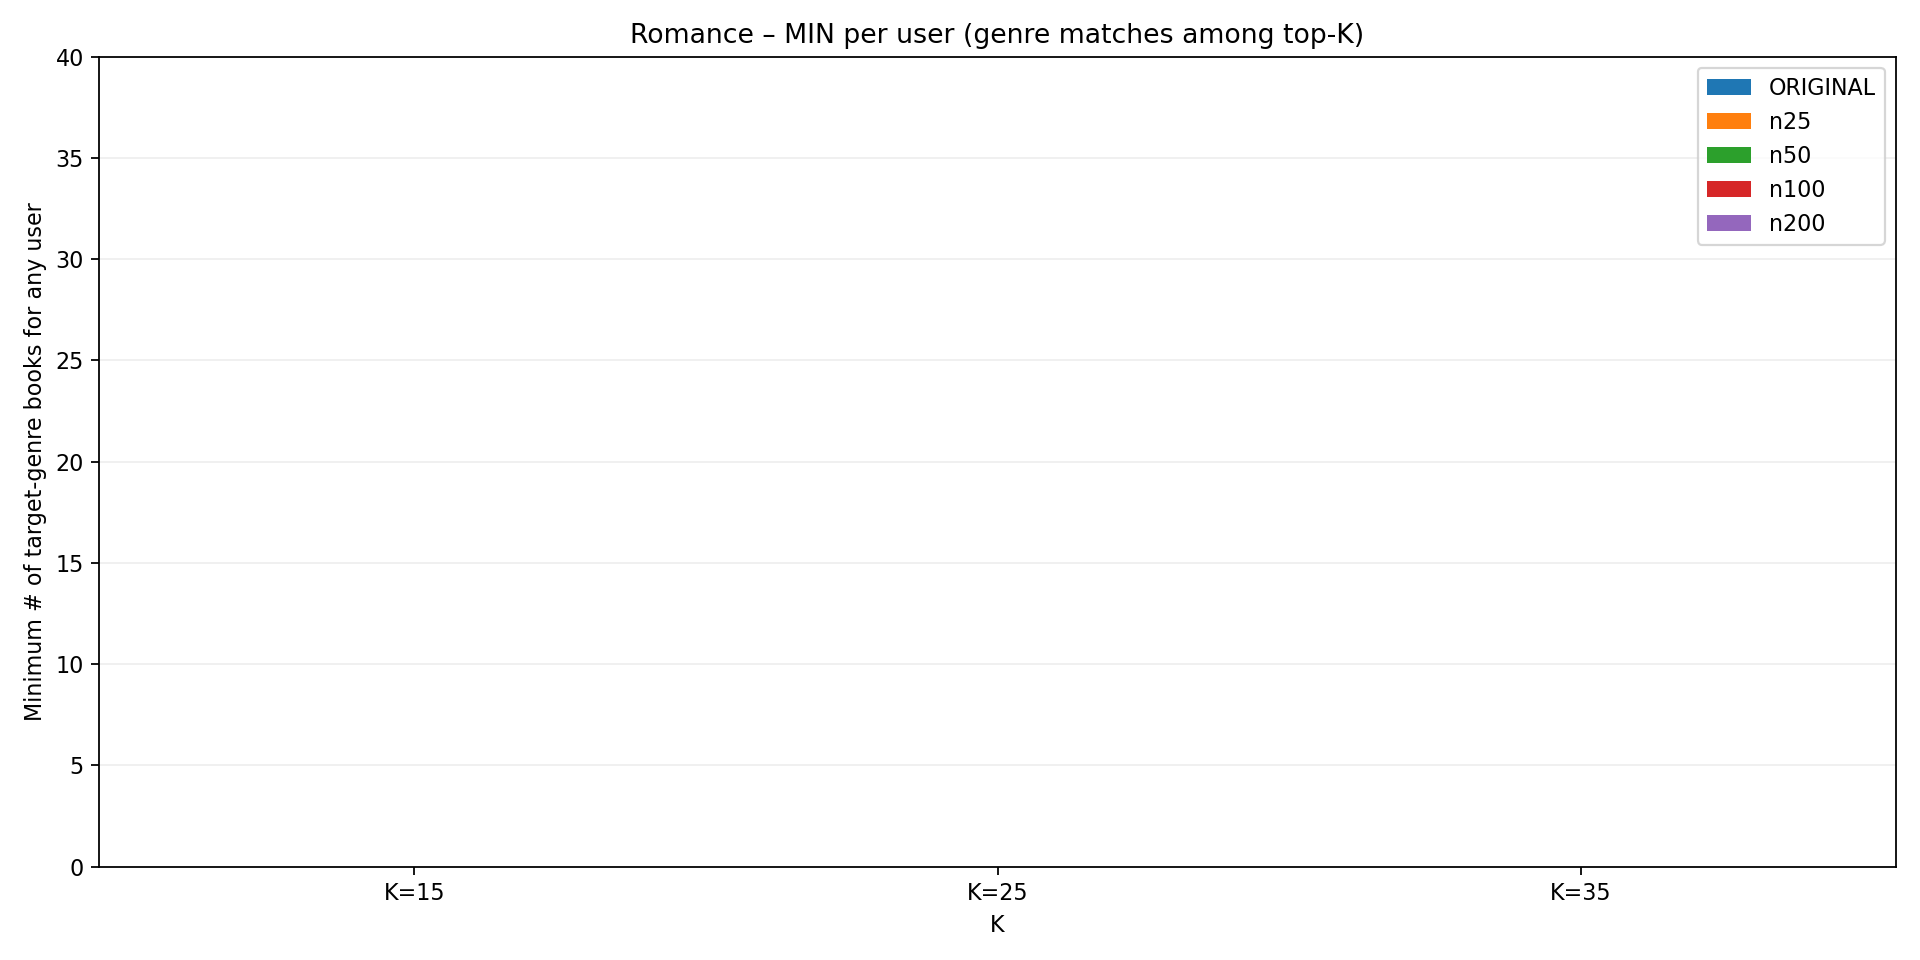 Romance – MIN per user (genre matches among top-K)
Minimum # of target-genre books for any user
40
35
30
25
20
15
10
5
0
ORIGINAL
n25
n50
n100
n200
K=15
K=25
K=35
K